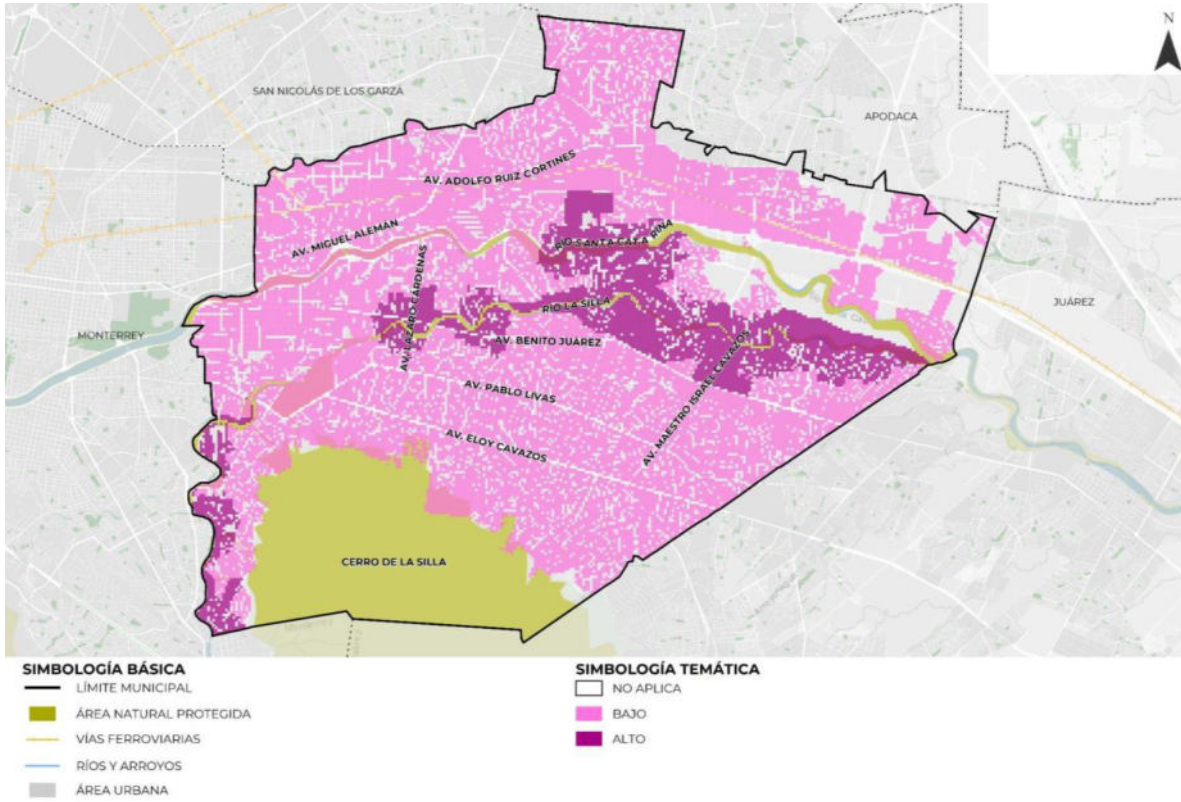 N
SAN NICOLÁS DE LOS GARZA
APODACA
AV. ADOLFO RUIZ CORTINES
AV. MIGUEL ALEMÁN
RÍO SANTA CATARINA
AV. LÁZARO CÁRDENAS
RÍO LA SILLA
JUÁREZ
MONTERREY
AV. BENITO JUÁREZ
AV. MAESTRO ISRAEL CAVAZOS
AV. PABLO LIVAS
AV. ELOY CAVAZOS
CERRO DE LA SILLA
SIMBOLOGÍA BÁSICA
LÍMITE MUNICIPAL
ÁREA NATURAL PROTEGIDA
VÍAS FERROVIARIAS
RÍOS Y ARROYOS
ÁREA URBANA
SIMBOLOGÍA TEMÁTICA
NO APLICA
BAJO
ALTO